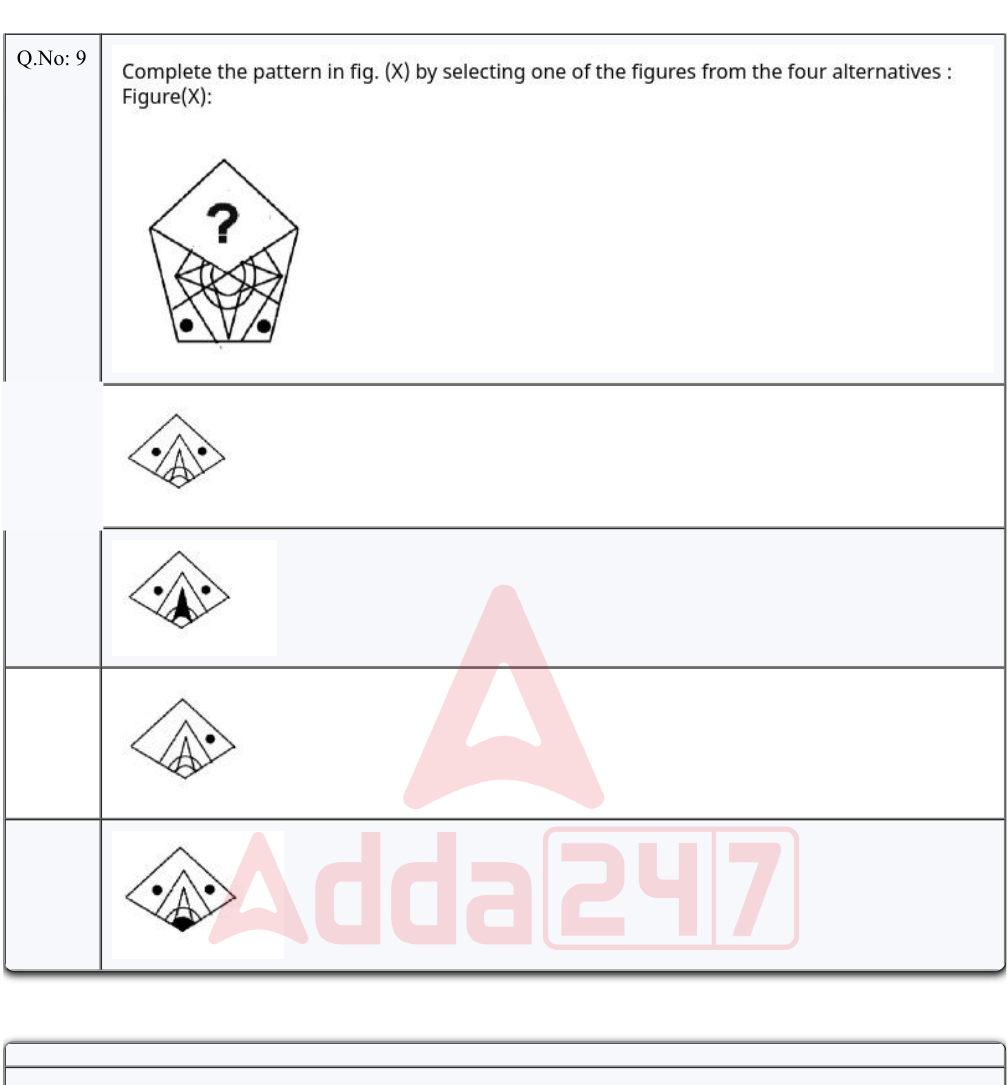 Q.No: 9
Complete the pattern in fig. (X) by selecting one of the figures from the four alternatives :
Figure(X):
?
Adda247